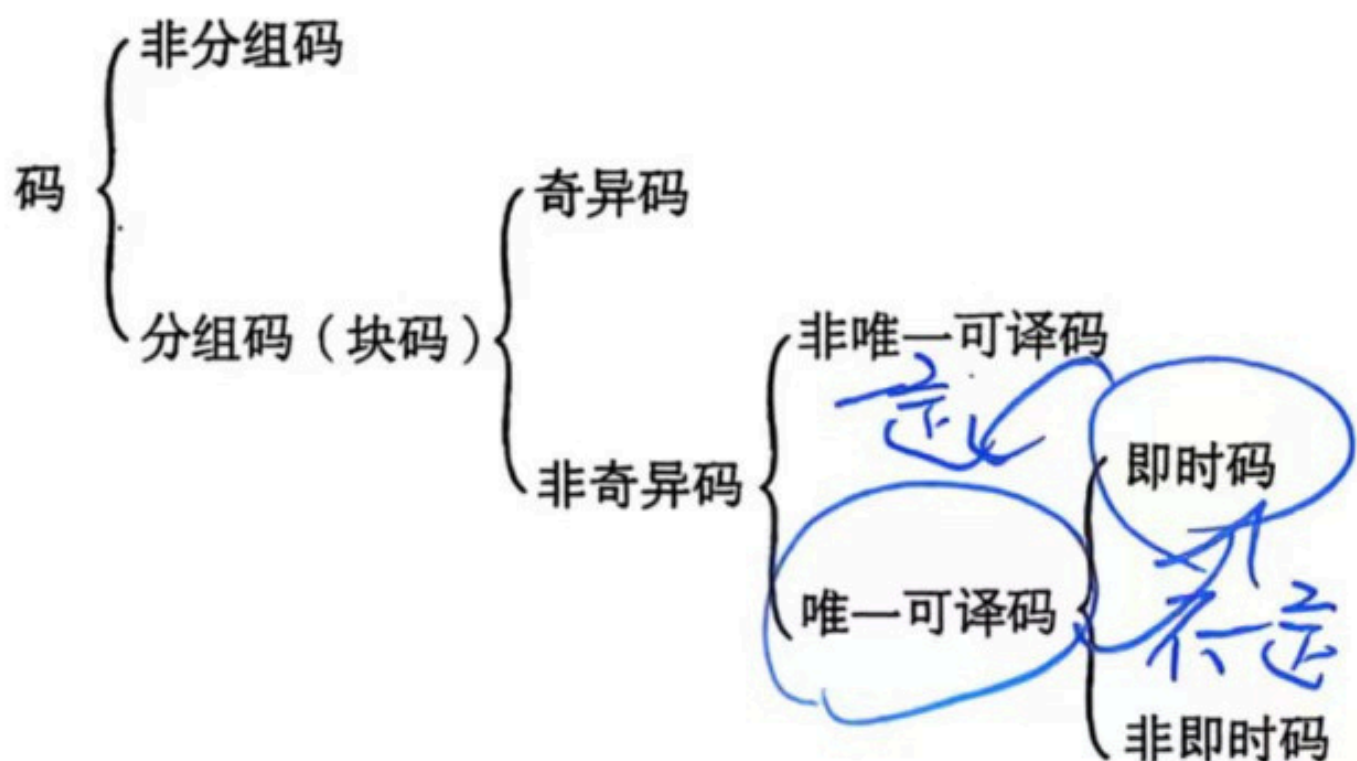 非分组码
码
奇异码
分组码（块码）
非唯一可译码
一定
即时码
非奇异码
唯一可译码
不一定
非即时码